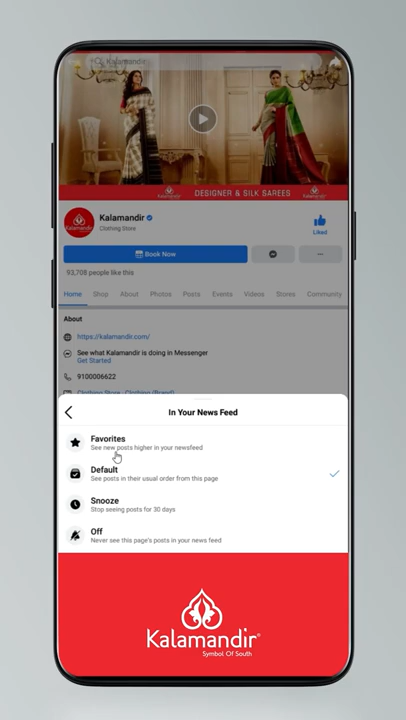 Kalamandir
DESIGNER & SILK SAREES
Kalamandir
Clothing Store
Liked
Book Now
93,708 people like this
Home Shop About Photos Posts Events Videos Stores Community
About
https://kalamandir.com/
See what Kalamandir is doing in Messenger
Get Started
9100006622
Clothing Store · Clothing (Brand)
In Your News Feed
Favorites
See new posts higher in your newsfeed
Default
See posts in their usual order from this page
Snooze
Stop seeing posts for 30 days
Off
Never see this page's posts in your news feed
Kalamandir®
Symbol Of South